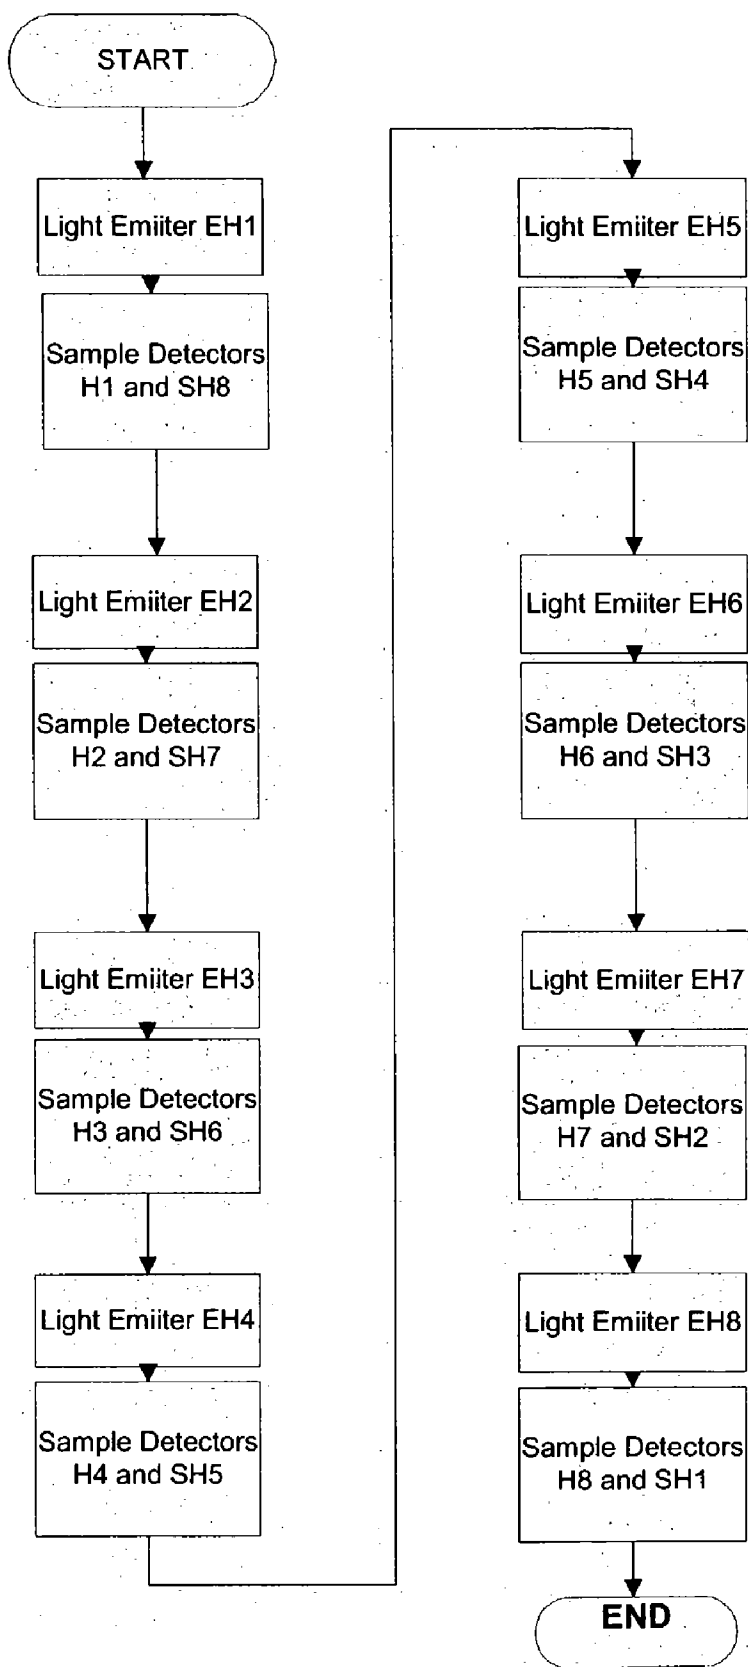 START
Light Emiiter EH1
Sample Detectors
H1 and SH8
Light Emiiter EH2
Sample Detectors
H2 and SH7
Light Emiiter EH3
Sample Detectors
H3 and SH6
Light Emiiter EH4
Sample Detectors
H4 and SH5
Light Emiiter EH5
Sample Detectors
H5 and SH4
Light Emiiter EH6
Sample Detectors
H6 and SH3
Light Emiiter EH7
Sample Detectors
H7 and SH2
Light Emiiter EH8
Sample Detectors
H8 and SH1
END